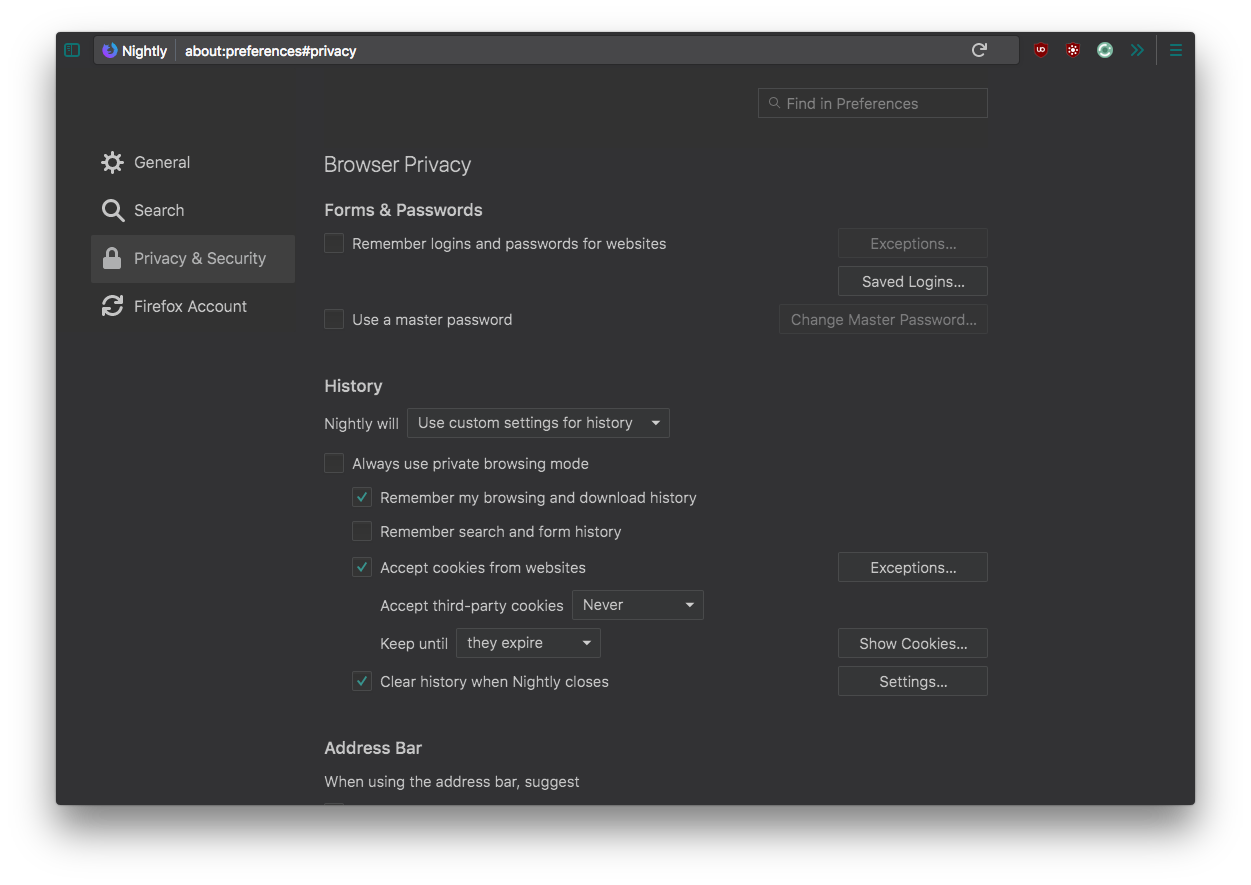 Nightly about:preferences#privacy
Find in Preferences
General
Search
Privacy & Security
Firefox Account
Browser Privacy
Forms & Passwords
Remember logins and passwords for websites Exceptions...
Saved Logins...
Use a master password Change Master Password...
History
Nightly will Use custom settings for history
Always use private browsing mode
Remember my browsing and download history
Remember search and form history
Accept cookies from websites Exceptions...
Accept third-party cookies Never
Keep until they expire Show Cookies...
Clear history when Nightly closes Settings...
Address Bar
When using the address bar, suggest